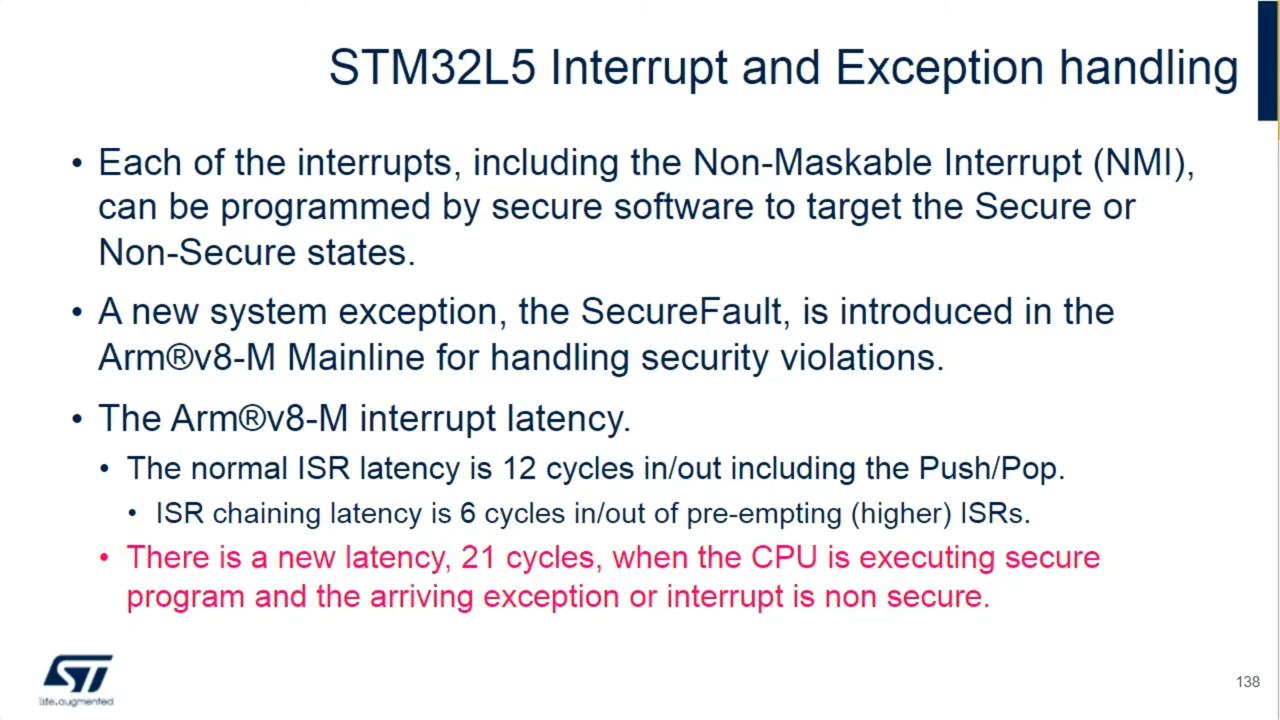 STM32L5 Interrupt and Exception handling
• Each of the interrupts, including the Non-Maskable Interrupt (NMI),
can be programmed by secure software to target the Secure or
Non-Secure states.
• A new system exception, the SecureFault, is introduced in the
Arm®v8-M Mainline for handling security violations.
• The Arm®v8-M interrupt latency.
• The normal ISR latency is 12 cycles in/out including the Push/Pop.
• ISR chaining latency is 6 cycles in/out of pre-empting (higher) ISRs.
• There is a new latency, 21 cycles, when the CPU is executing secure
program and the arriving exception or interrupt is non secure.
ST
life.augmented
138